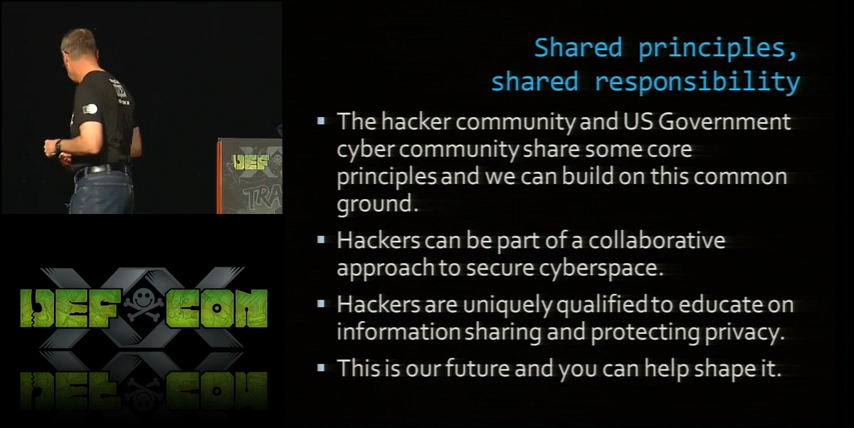 Shared principles,
shared responsibility
▪ The hacker community and US Government
cyber community share some core
principles and we can build on this common
ground.
▪ Hackers can be part of a collaborative
approach to secure cyberspace.
▪ Hackers are uniquely qualified to educate on
information sharing and protecting privacy.
▪ This is our future and you can help shape it.
DEF
TRA
XX
DEF CON